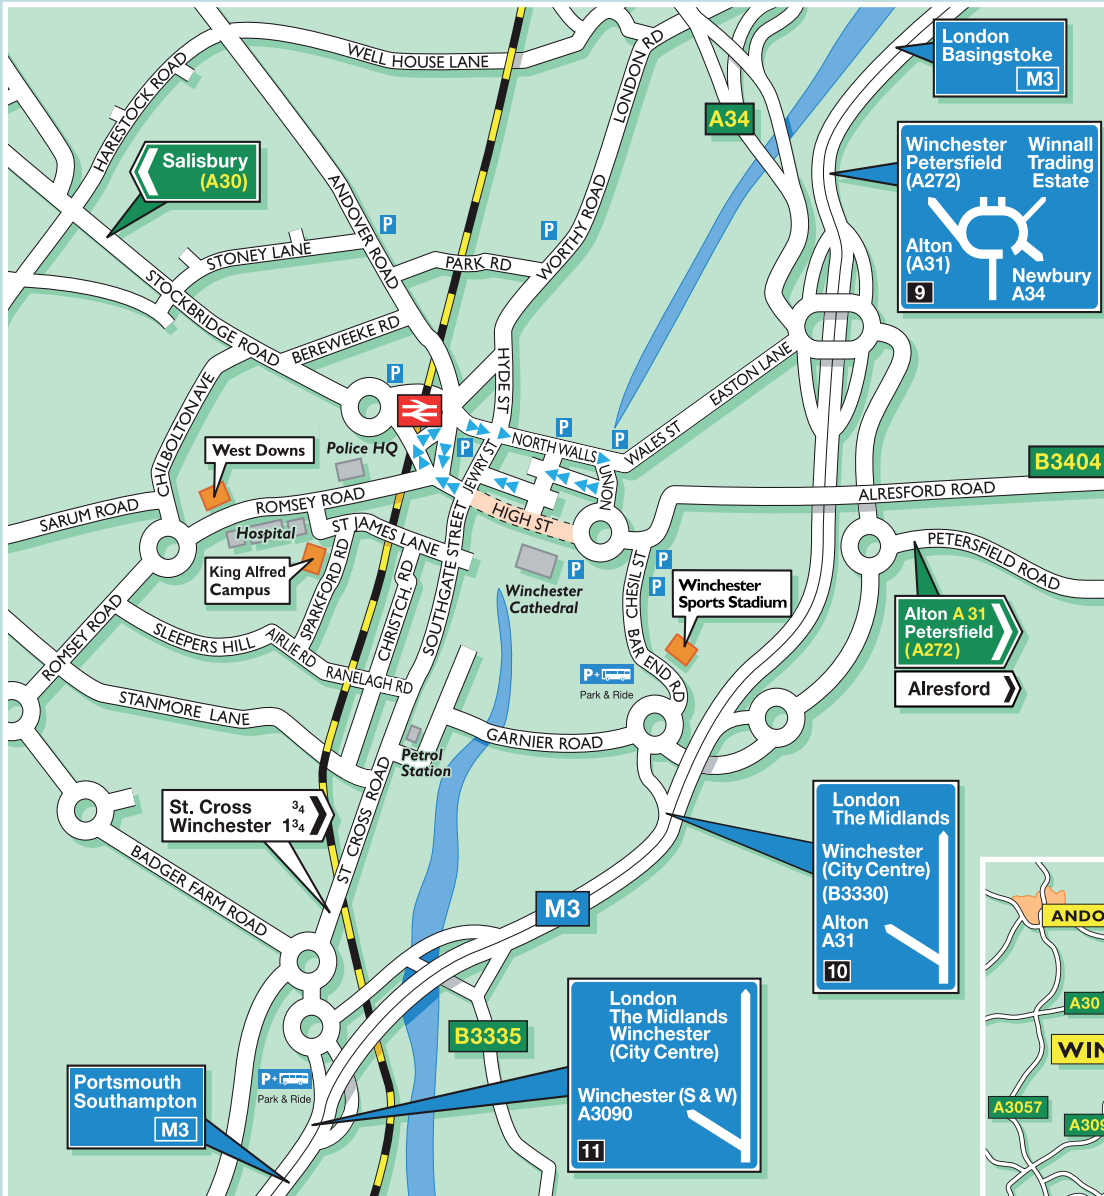 WELL HOUSE LANE
HARESTOCK ROAD
LONDON RD
London
Basingstoke
M3
A34
Salisbury
(A30)
Winchester
Petersfield
(A272)
Winnall
Trading
Estate
Alton
(A31)
Newbury
A34
9
ANDOVER ROAD
P
P
WORTHY ROAD
STONEY LANE
PARK RD
STOCKBRIDGE ROAD
BEREWEEKE RD
HYDE ST
EASTON LANE
P
CHILBOLTON AVE
West Downs
Police HQ
P
P
P
NORTH WALLS
WALES ST
UNION
JEWRY ST
B3404
ALRESFORD ROAD
SARUM ROAD
ROMSEY ROAD
HIGH ST
Hospital
ST JAMES LANE
King Alfred
Campus
SPARKFORD RD
CHRISTCH. RD
SOUTHGATE STREET
Winchester
Cathedral
P
P
P
CHESIL ST
Winchester
Sports Stadium
PETERSFIELD ROAD
Alton A 31
Petersfield
(A272)
Alresford
ROMSEY ROAD
SLEEPERS HILL
AIRLIE RD
RANELAGH RD
BAR END RD
P+
Park & Ride
STANMORE LANE
GARNIER ROAD
Petrol
Station
St. Cross ¾
Winchester 1¾
ST CROSS ROAD
BADGER FARM ROAD
London
The Midlands
Winchester
(City Centre)
(B3330)
Alton
A31
10
M3
B3335
London
The Midlands
Winchester
(City Centre)
Winchester (S & W)
A3090
11
P+
Park & Ride
Portsmouth
Southampton
M3
ANDO
A30
WIN
A3057
A309